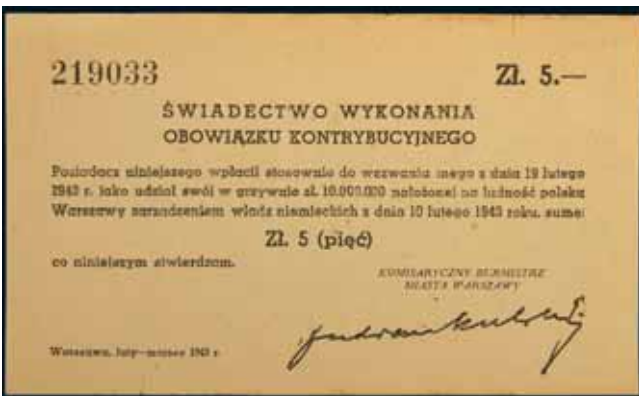 219033
Zł. 5.—
ŚWIADECTWO WYKONANIA
OBOWIĄZKU KONTRYBUCYJNEGO
Posiadacz niniejszego wpłacił stosownie do wezwania mego z dnia 19 lutego
1943 r. jako udział swój w grzywnie zł. 10.000.000 nałożonej na ludność polską
Warszawy zarządzeniem władz niemieckich z dnia 10 lutego 1943 roku, sumę:
Zł. 5 (pięć)
co niniejszym stwierdzam.
KOMISARYCZNY BURMISTRZ
MIASTA WARSZAWY
Warszawa, luty-marzec 1943 r.